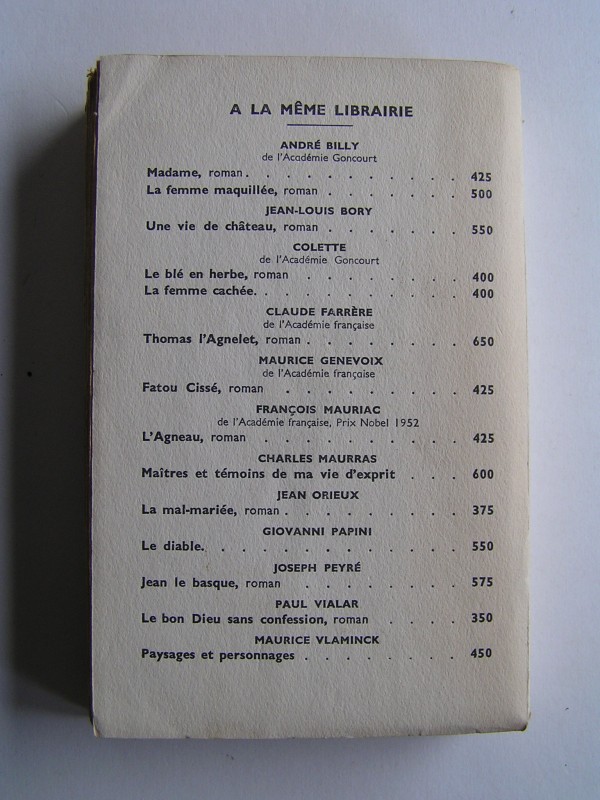 A LA MÊME LIBRAIRIE
ANDRÉ BILLY
de l'Académie Goncourt
Madame, roman . . . . . . . . . . 425
La femme maquillée, roman . . . . . . . 500
JEAN-LOUIS BORY
Une vie de château, roman . . . . . . . 550
COLETTE
de l'Académie Goncourt
Le blé en herbe, roman . . . . . . . . 400
La femme cachée. . . . . . . . . . . 400
CLAUDE FARRÈRE
de l'Académie française
Thomas l'Agnelet, roman . . . . . . . . 650
MAURICE GENEVOIX
de l'Académie française
Fatou Cissé, roman . . . . . . . . . 425
FRANÇOIS MAURIAC
de l'Académie française, Prix Nobel 1952
L'Agneau, roman . . . . . . . . . . 425
CHARLES MAURRAS
Maîtres et témoins de ma vie d'exprit . . . 600
JEAN ORIEUX
La mal-mariée, roman . . . . . . . . . 375
GIOVANNI PAPINI
Le diable. . . . . . . . . . . . . 550
JOSEPH PEYRÉ
Jean le basque, roman . . . . . . . . 575
PAUL VIALAR
Le bon Dieu sans confession, roman . . . . 350
MAURICE VLAMINCK
Paysages et personnages . . . . . . . . 450